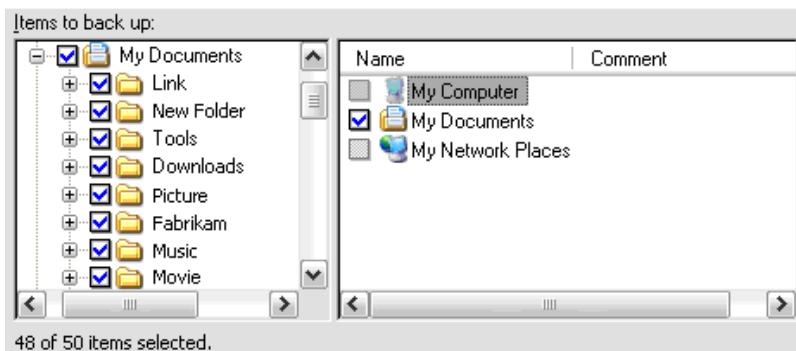 Items to back up:
My Documents
Link
New Folder
Tools
Downloads
Picture
Fabrikam
Music
Movie
Name Comment
My Computer
My Documents
My Network Places
48 of 50 items selected.